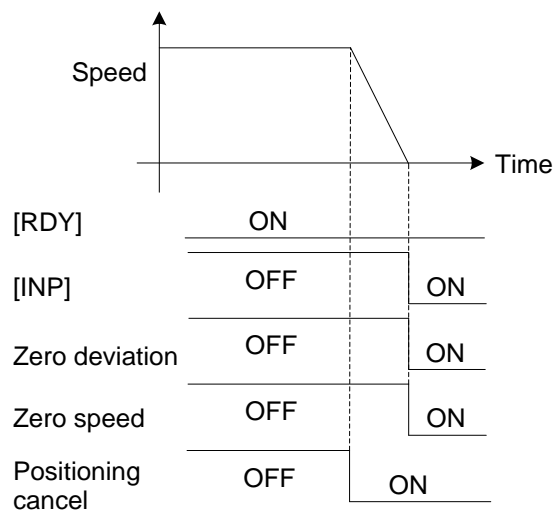 Speed
Time
[RDY] ON
[INP] OFF ON
Zero deviation OFF ON
Zero speed OFF ON
Positioning
cancel OFF ON